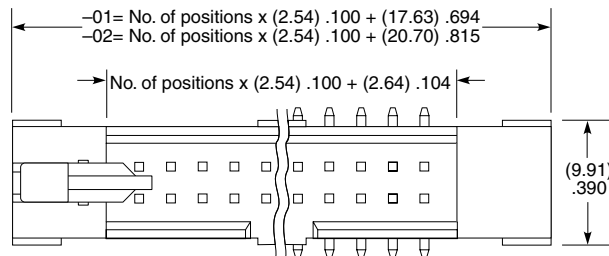 –01= No. of positions x (2.54) .100 + (17.63) .694
–02= No. of positions x (2.54) .100 + (20.70) .815
No. of positions x (2.54) .100 + (2.64) .104
(9.91)
.390